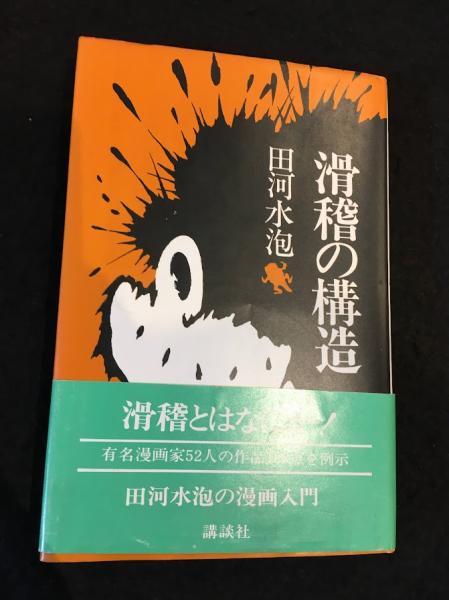 滑稽の構造
田河水泡
滑稽とはな
有名漫画家52人の作品 を例示
田河水泡の漫画入門
講談社